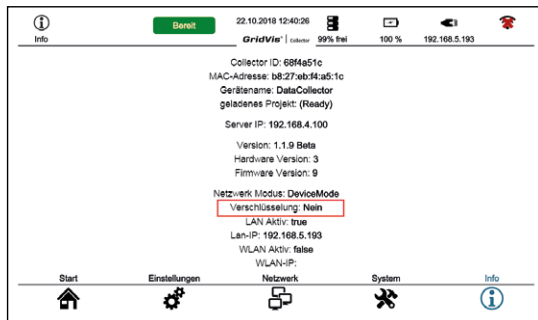 Info
Bereit
22.10.2018 12:40:26
GridVis® | Collector
99% frei
100 %
192.168.5.193
Collector ID: 68f4a51c
MAC-Adresse: b8:27:eb:f4:a5:1c
Gerätename: DataCollector
geladenes Projekt: (Ready)
Server IP: 192.168.4.100
Version: 1.1.9 Beta
Hardware Version: 3
Firmware Version: 9
Netzwerk Modus: DeviceMode
Verschlüsselung: Nein
LAN Aktiv: true
Lan-IP: 192.168.5.193
WLAN Aktiv: false
WLAN-IP:
Start Einstellungen Netzwerk System Info